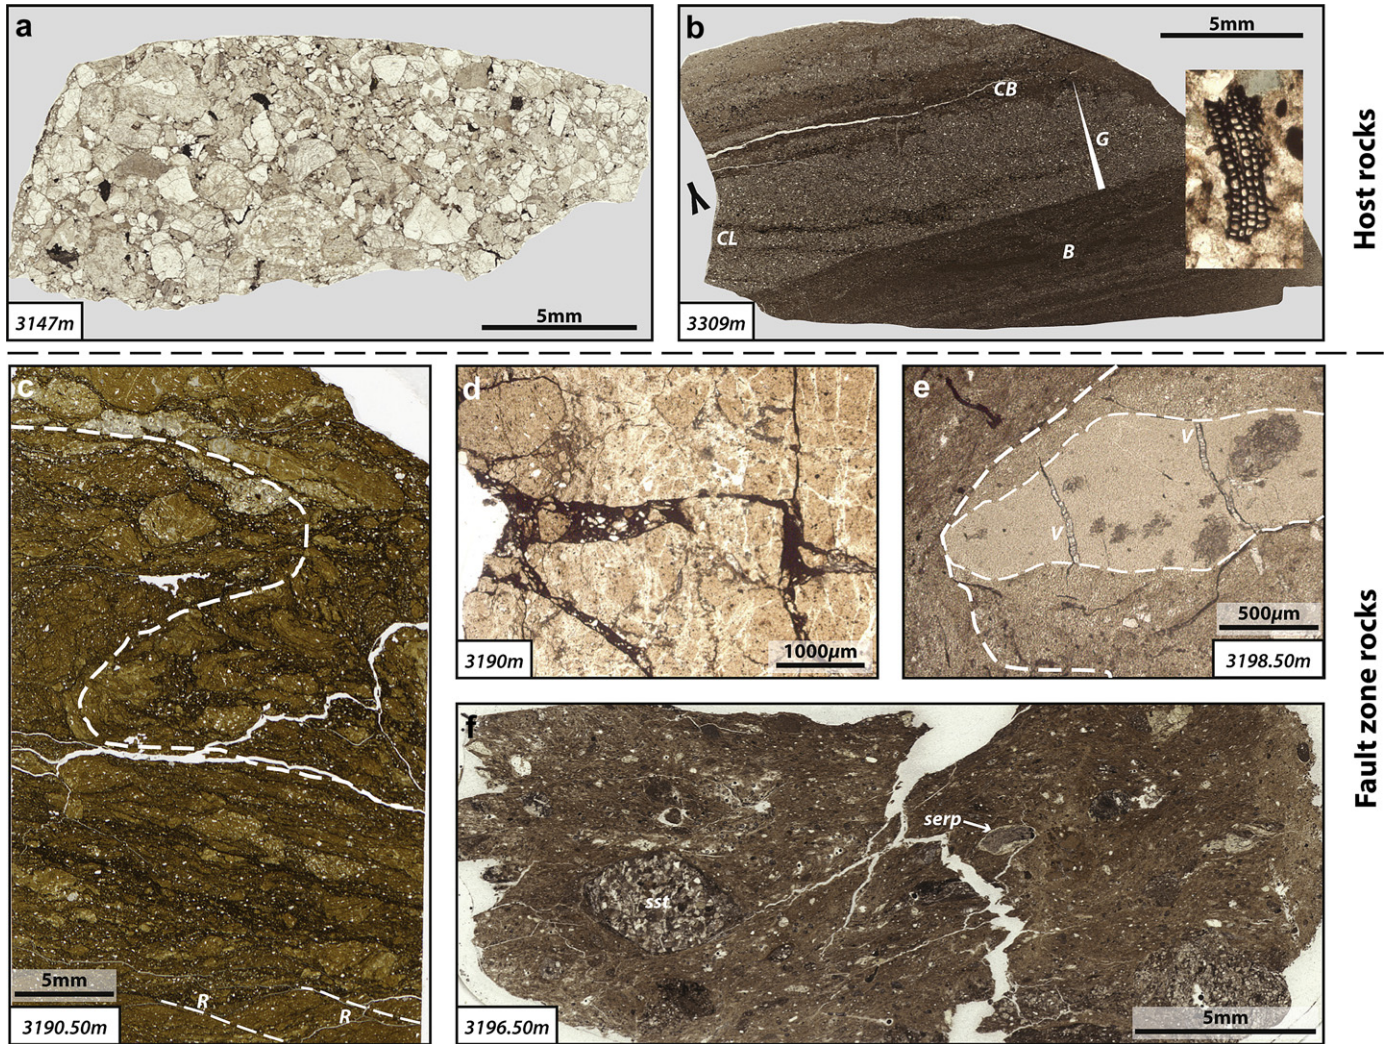 a
5mm
3147m
b
5mm
CB
G
CL
B
3309m
Host rocks
c
5mm
R
R
3190.50m
d
1000µm
3190m
e
V
V
500µm
3198.50m
f
serp
sst
5mm
3196.50m
Fault zone rocks